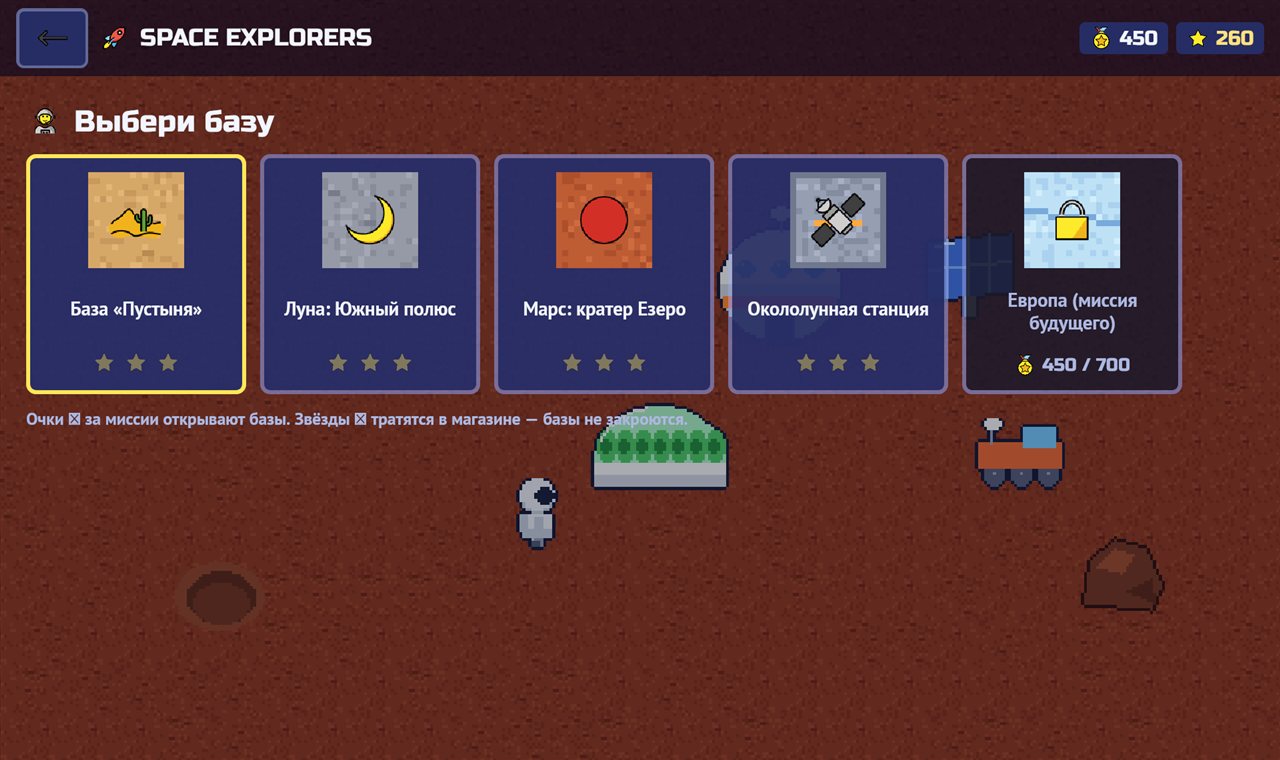 SPACE EXPLORERS
450
260
Выбери базу
База «Пустыня»
Луна: Южный полюс
Марс: кратер Езеро
Окололунная станция
Европа (миссия
будущего)
450 / 700
Очки за миссии открывают базы. Звёзды тратятся в магазине — базы не закроются.